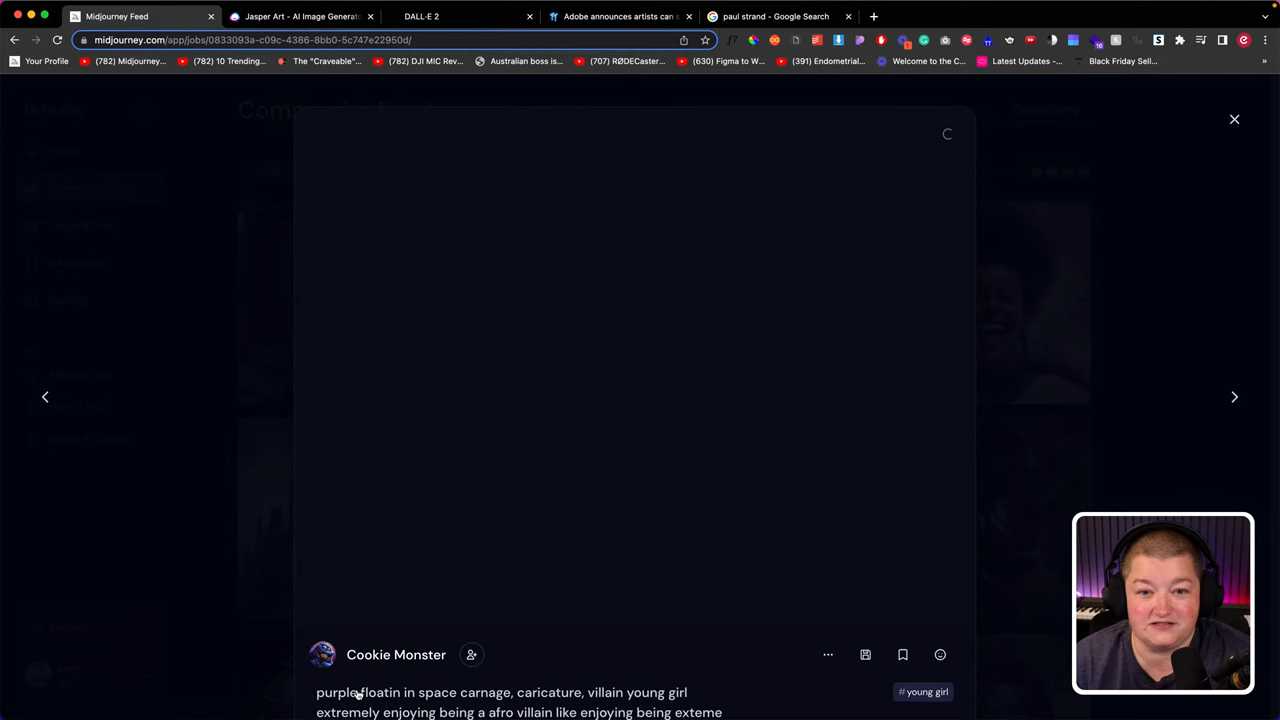 Midjourney Feed
Jasper Art - AI Image Generato
DALL·E 2
Adobe announces artists can s
paul strand - Google Search
midjourney.com/app/jobs/0833093a-c09c-4386-8bb0-5c747e22950d/
Your Profile
(782) Midjourney...
(782) 10 Trending...
The "Craveable"...
(782) DJI MIC Rev...
Australian boss is...
(707) RØDECaster...
(630) Figma to W...
(391) Endometrial...
Welcome to the C...
Latest Updates -...
Black Friday Sell...
Midjourney
Community
Cookie Monster
purple floatin in space carnage, caricature, villain young girl
extremely enjoying being a afro villain like enjoying being exteme
#young girl